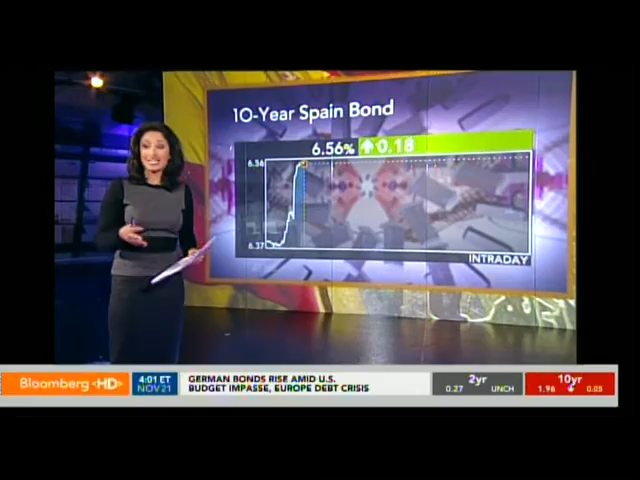 10-Year Spain Bond
6.56% 0.18
6.56
6.37
INTRADAY
Bloomberg HD
4:01 ET
NOV 21
GERMAN BONDS RISE AMID U.S.
BUDGET IMPASSE, EUROPE DEBT CRISIS
2yr
0.27 UNCH
10yr
1.96 0.05